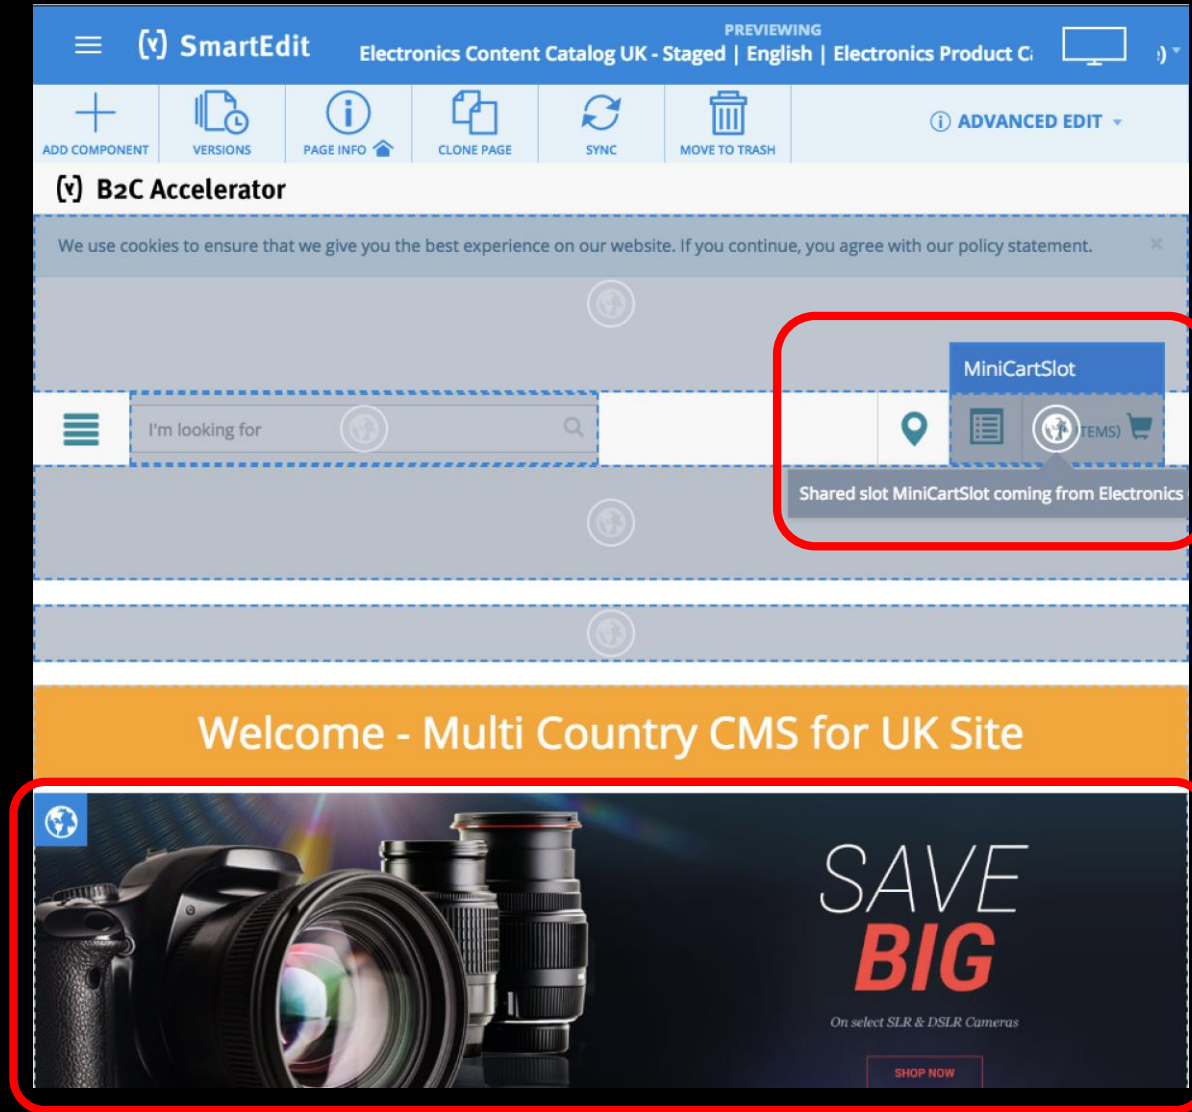 SmartEdit
PREVIEWING
Electronics Content Catalog UK - Staged | English | Electronics Product
ADD COMPONENT
VERSIONS
PAGE INFO
CLONE PAGE
SYNC
MOVE TO TRASH
ADVANCED EDIT
B2C Accelerator
We use cookies to ensure that we give you the best experience on our website. If you continue, you agree with our policy statement.
MiniCartSlot
I'm looking for
TEMS)
Shared slot MiniCartSlot coming from Electronics
Welcome - Multi Country CMS for UK Site
SAVE
BIG
On select SLR & DSLR Cameras
SHOP NOW